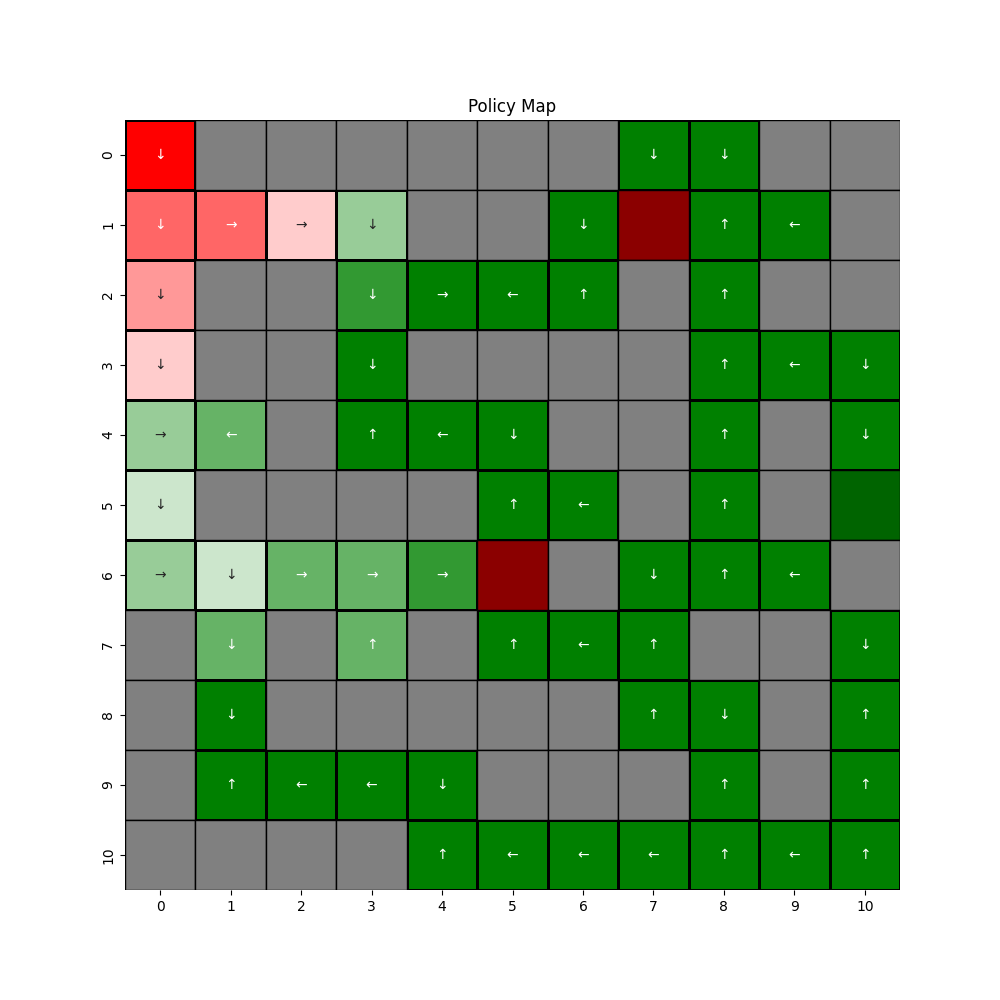 Policy Map
0 ↓ ↓ ↓
1 ↓ → → ↓ ↓ ↑ ←
2 ↓ ↓ → ← ↑ ↑
3 ↓ ↓ ↑ ← ↓
4 → ← ↑ ← ↓ ↑ ↓
5 ↓ ↑ ← ↑
6 → ↓ → → → ↓ ↑ ←
7 ↓ ↑ ↑ ← ↑ ↓
8 ↓ ↑ ↓ ↑
9 ↑ ← ← ↓ ↑ ↑
10 ↑ ← ← ← ↑ ← ↑
0 1 2 3 4 5 6 7 8 9 10